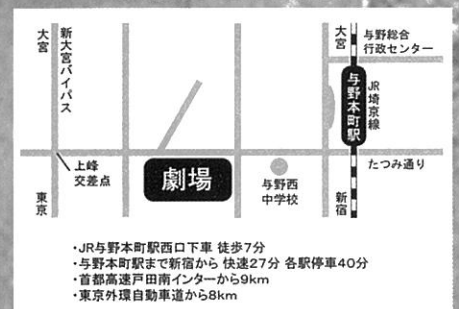 大宮
新大宮バイパス
大宮
与野総合
行政センター
与野本町駅
JR埼京線
たつみ通り
上峰
交差点
劇場
与野西
中学校
東京
新宿
・JR与野本町駅西口下車 徒歩7分
・与野本町駅まで新宿から 快速27分 各駅停車40分
・首都高速戸田南インターから9km
・東京外環自動車道から8km